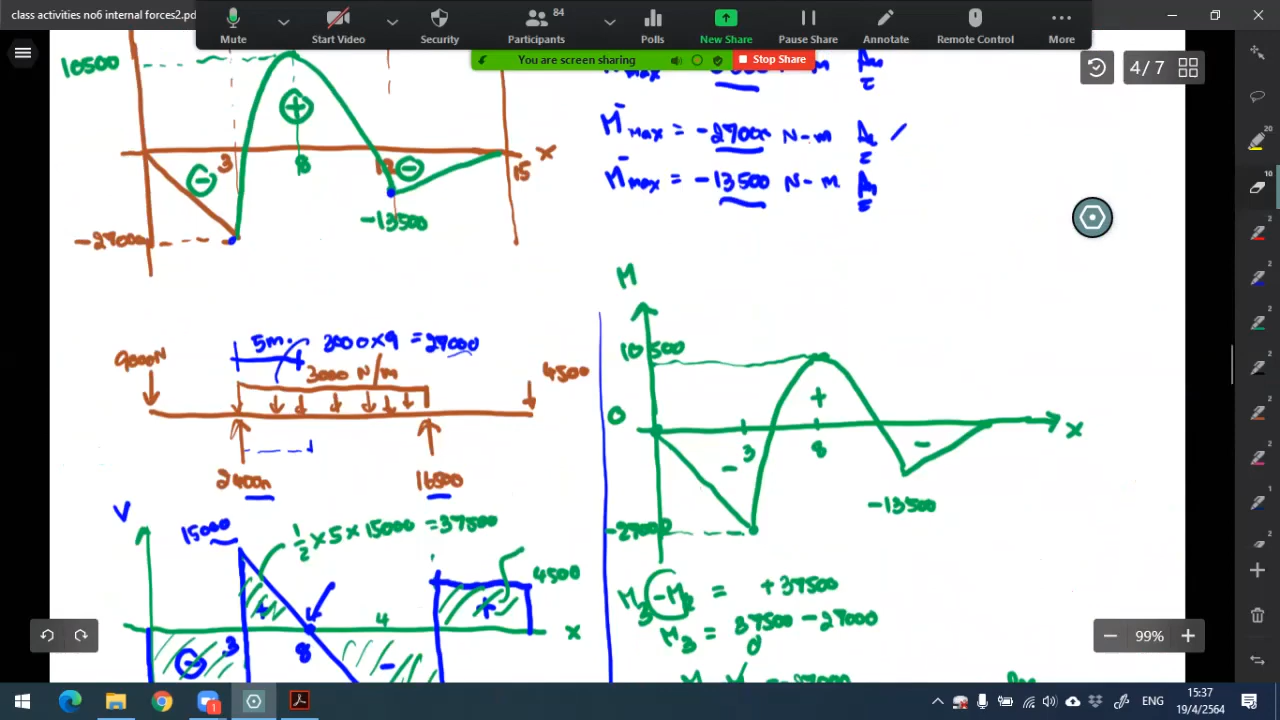 class activities no6 internal forces2.pd
Mute
Start Video
Security
84
Participants
Polls
New Share
Pause Share
Annotate
Remote Control
More
You are screen sharing
Stop Share
4/7
10500
+
3
8
15
x
−
−
-13500
-27000
M̄max = -27000 N-m
M̄max = -13500 N-m
9000N
5m.
3000×9 = 27000
3000 N/m
4500
24000
16500
V
15000
1/2 × 5 × 15000 = 37500
4500
+
+
4
x
3
8
−
−
M
10500
+
0
3
8
x
−
−
-13500
-27000
= +37500
M3 = 37500 - 27000
99%
ENG
15:37
19/4/2564